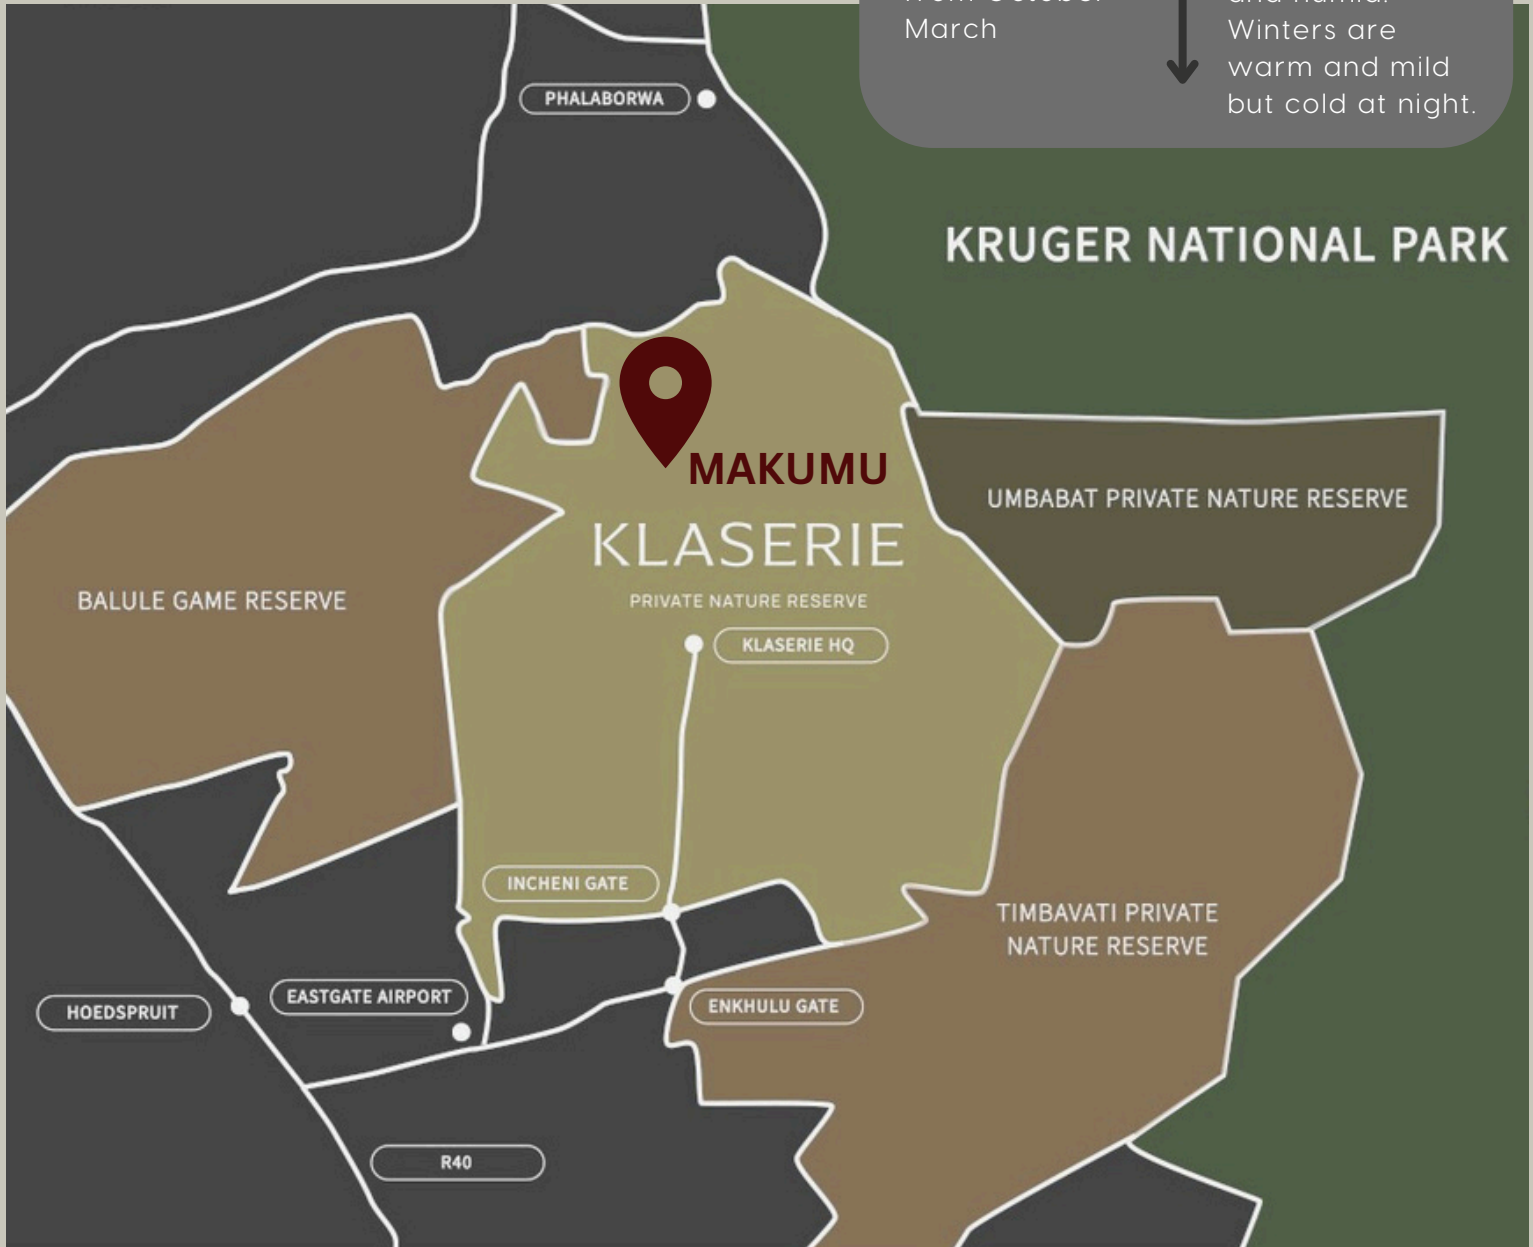 March
Winters are
warm and mild
but cold at night.
PHALABORWA
KRUGER NATIONAL PARK
MAKUMU
UMBABAT PRIVATE NATURE RESERVE
KLASERIE
PRIVATE NATURE RESERVE
BALULE GAME RESERVE
KLASERIE HQ
INCHENI GATE
TIMBAVATI PRIVATE
NATURE RESERVE
EASTGATE AIRPORT
HOEDSPRUIT
ENKHULU GATE
R40